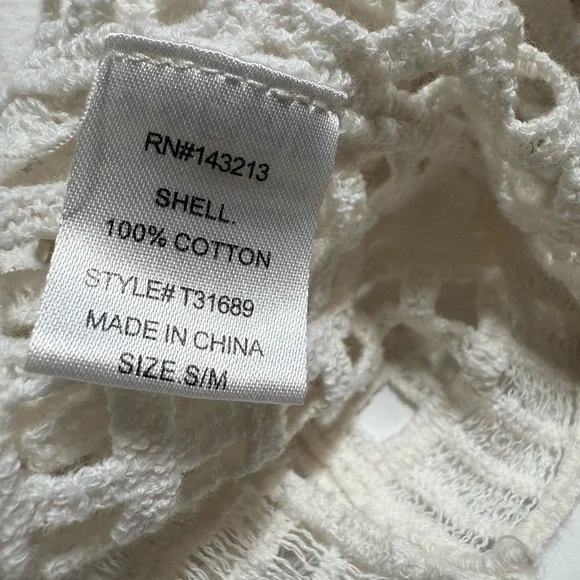 RN#143213
SHELL.
100% COTTON
STYLE# T31689
MADE IN CHINA
SIZE.S/M